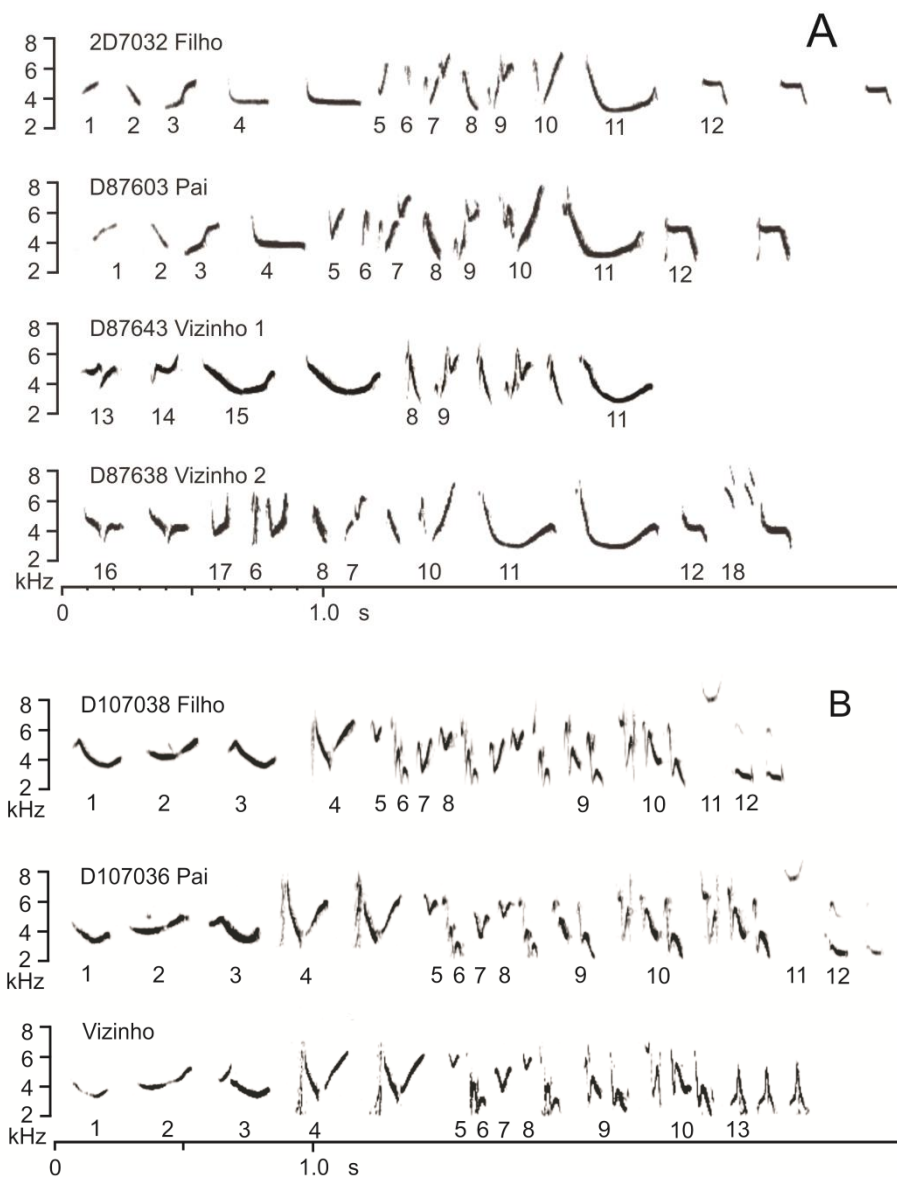 A
8
6
4
2
2D7032 Filho
1 2 3 4 5 6 7 8 9 10 11 12
8
6
4
2
D87603 Pai
1 2 3 4 5 6 7 8 9 10 11 12
8
6
4
2
D87643 Vizinho 1
13 14 15 8 9 11
8
6
4
2
kHz
D87638 Vizinho 2
16 17 6 8 7 10 11 12 18
0 1.0 s
B
8
6
4
2
kHz
D107038 Filho
1 2 3 4 5 6 7 8 9 10 11 12
8
6
4
2
kHz
D107036 Pai
1 2 3 4 5 6 7 8 9 10 11 12
8
6
4
2
kHz
Vizinho
1 2 3 4 5 6 7 8 9 10 13
0 1.0 s